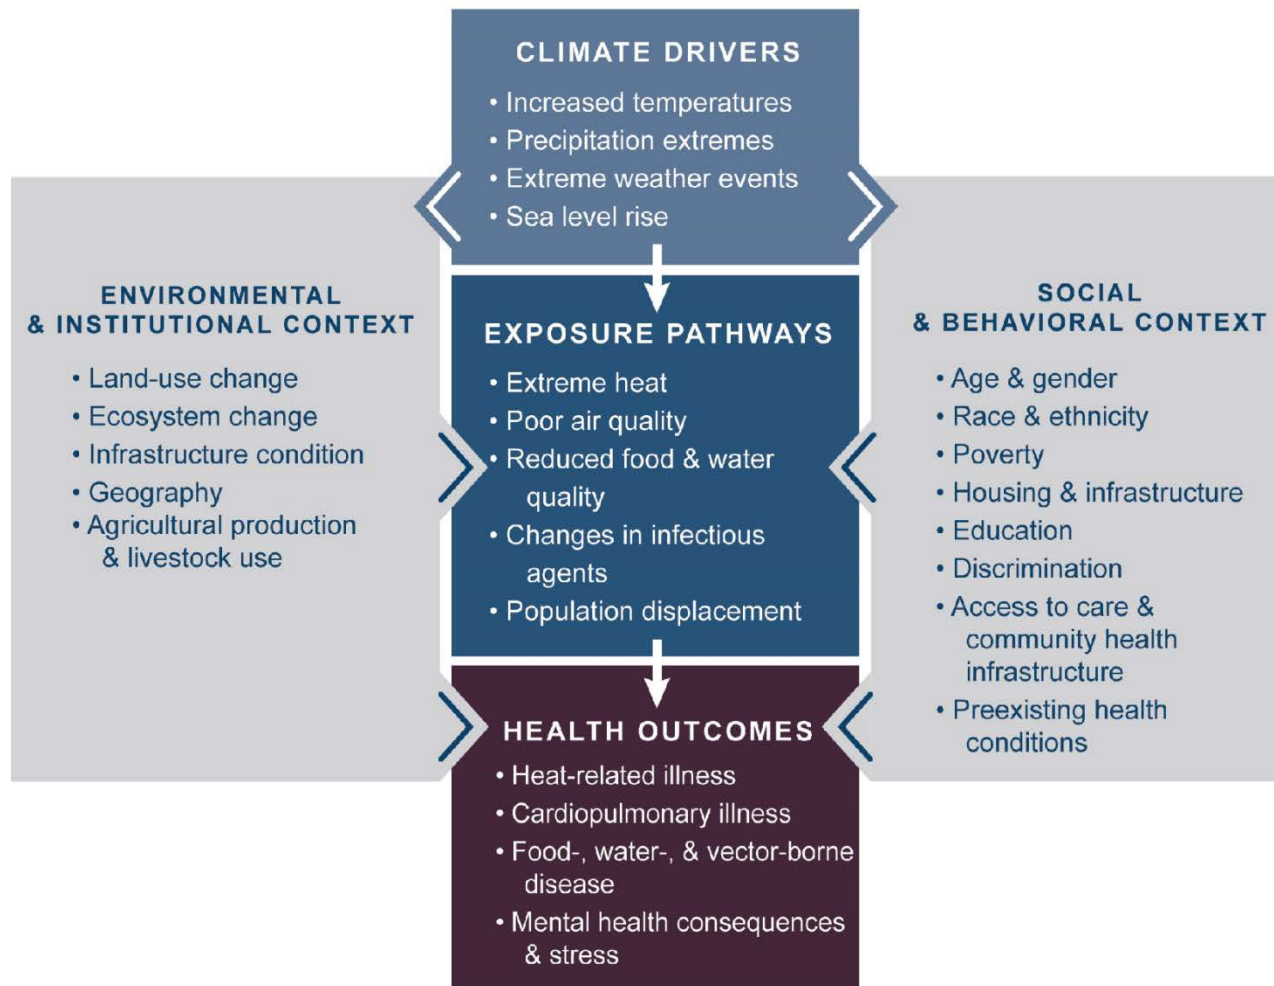 CLIMATE DRIVERS
• Increased temperatures
• Precipitation extremes
• Extreme weather events
• Sea level rise
ENVIRONMENTAL
& INSTITUTIONAL CONTEXT
• Land-use change
• Ecosystem change
• Infrastructure condition
• Geography
• Agricultural production
& livestock use
EXPOSURE PATHWAYS
• Extreme heat
• Poor air quality
• Reduced food & water
quality
• Changes in infectious
agents
• Population displacement
SOCIAL
& BEHAVIORAL CONTEXT
• Age & gender
• Race & ethnicity
• Poverty
• Housing & infrastructure
• Education
• Discrimination
• Access to care &
community health
infrastructure
• Preexisting health
conditions
HEALTH OUTCOMES
• Heat-related illness
• Cardiopulmonary illness
• Food-, water-, & vector-borne
disease
• Mental health consequences
& stress